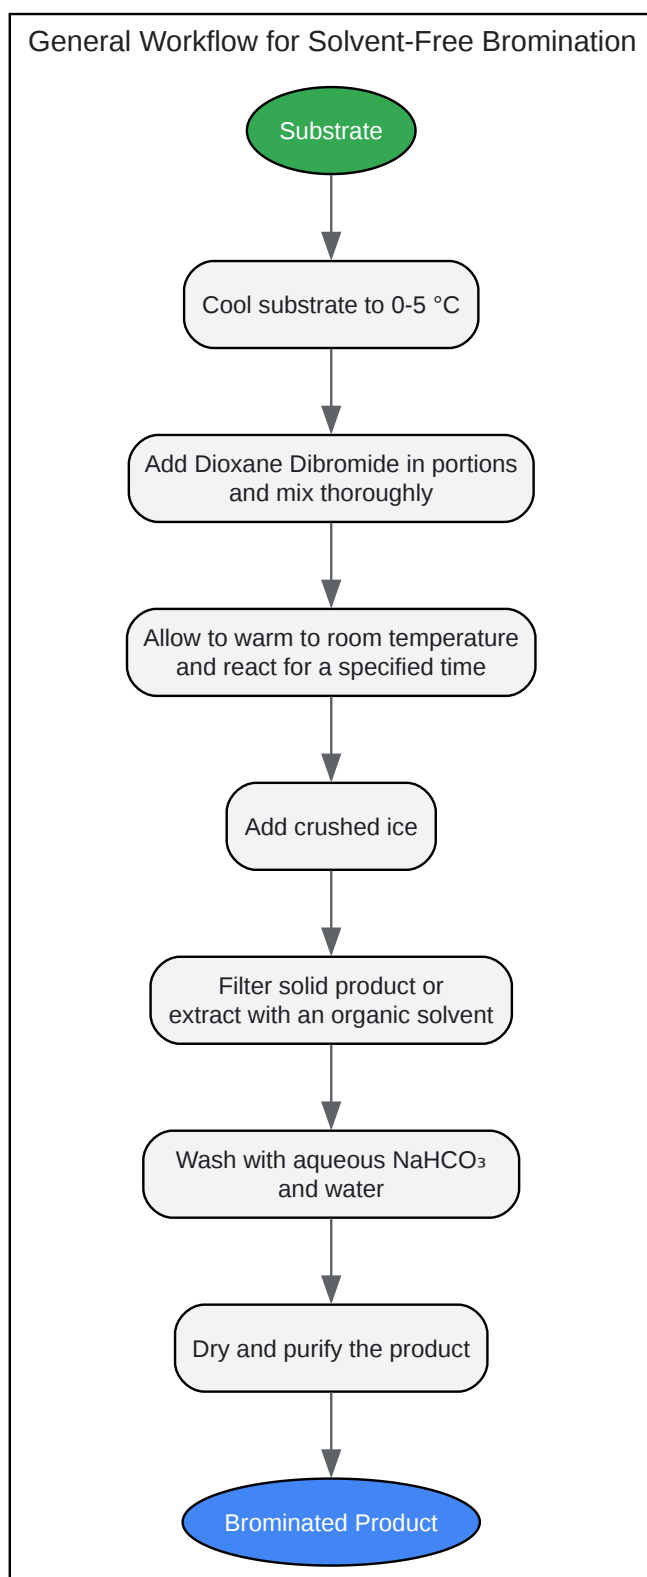 General Workflow for Solvent-Free Bromination
Substrate
Cool substrate to 0-5 °C
Add Dioxane Dibromide in portions
and mix thoroughly
Allow to warm to room temperature
and react for a specified time
Add crushed ice
Filter solid product or
extract with an organic solvent
Wash with aqueous NaHCO₃
and water
Dry and purify the product
Brominated Product